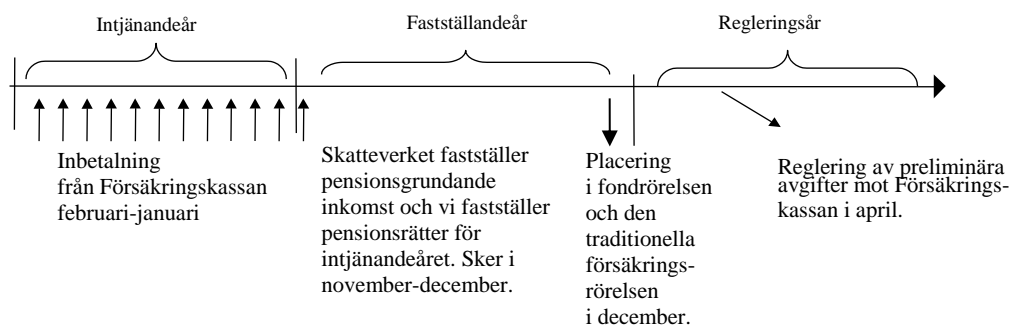 Intjänandeår
Fastställandeår
Regleringsår
Inbetalning
från Försäkringskassan
februari-januari
Skatteverket fastställer
pensionsgrundande
inkomst och vi fastställer
pensionsrätter för
intjänandeåret. Sker i
november-december.
Placering
i fondrörelsen
och den
traditionella
försäkrings-
rörelsen
i december.
Reglering av preliminära
avgifter mot Försäkrings-
kassan i april.